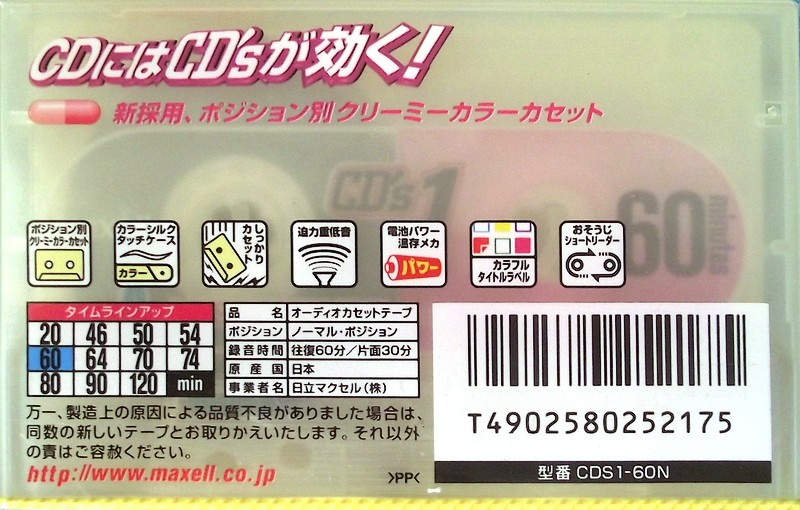 CDにはCD'sが効く!
新採用、ポジション別クリーミーカラーカセット
CD's 1
60 minutes
ポジション別
クリーミーカラーカセット
カラーシルク
タッチケース
カラー
しっかり
カセット
迫力重低音
電池パワー
温存メカ
パワー
カラフル
タイトルラベル
おそうじ
ショートリーダー
タイムラインアップ
20 46 50 54
60 64 70 74
80 90 120 min
品名 オーディオカセットテープ
ポジション ノーマル・ポジション
録音時間 往復60分/片面30分
原産国 日本
事業者名 日立マクセル(株)
万一、製造上の原因による品質不良がありました場合は、
同数の新しいテープとお取りかえいたします。それ以外
の責はご容赦ください。
http://www.maxell.co.jp
>PP<
T4902580252175
型番 CDS1-60N